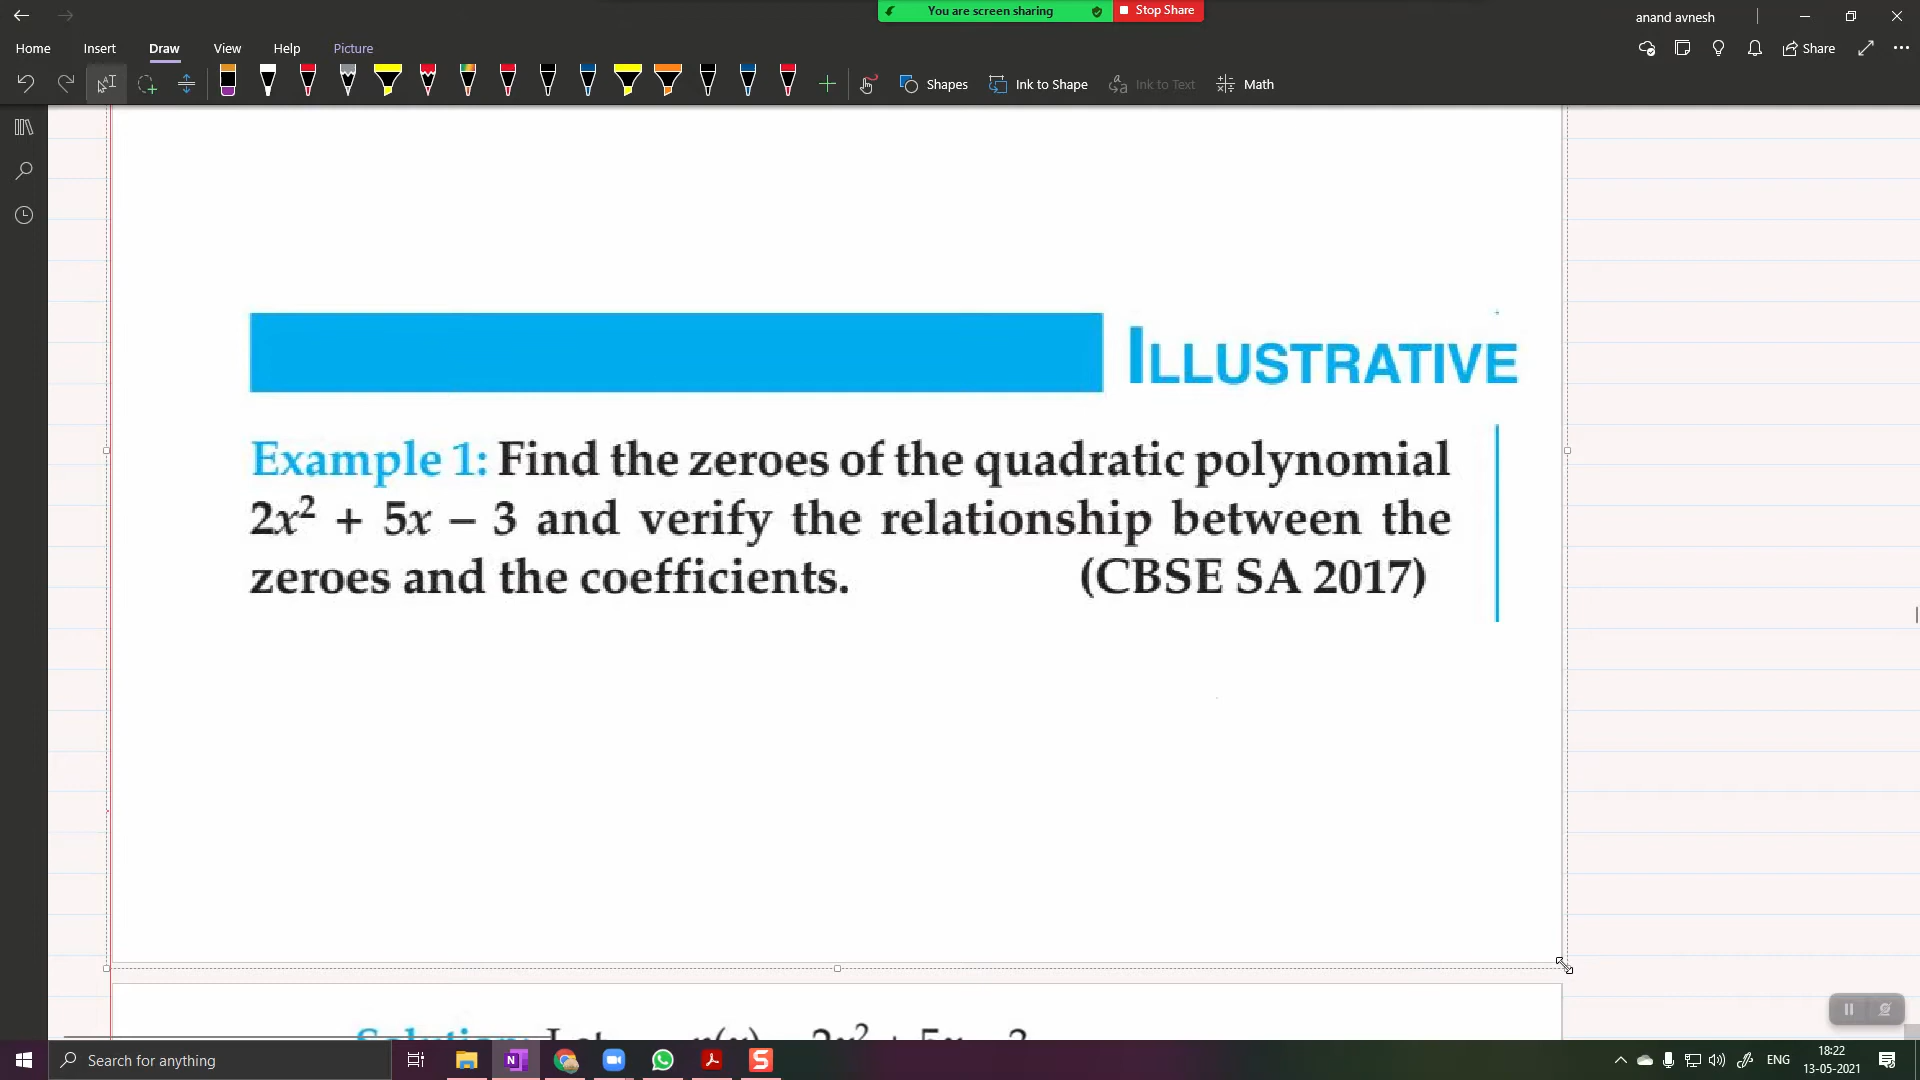 You are screen sharing
Stop Share
anand avnesh
Home Insert Draw View Help Picture
Share
Shapes Ink to Shape Ink to Text Math
ILLUSTRATIVE
Example 1: Find the zeroes of the quadratic polynomial
2x² + 5x – 3 and verify the relationship between the
zeroes and the coefficients. (CBSE SA 2017)
Search for anything
ENG
18:22
13-05-2021